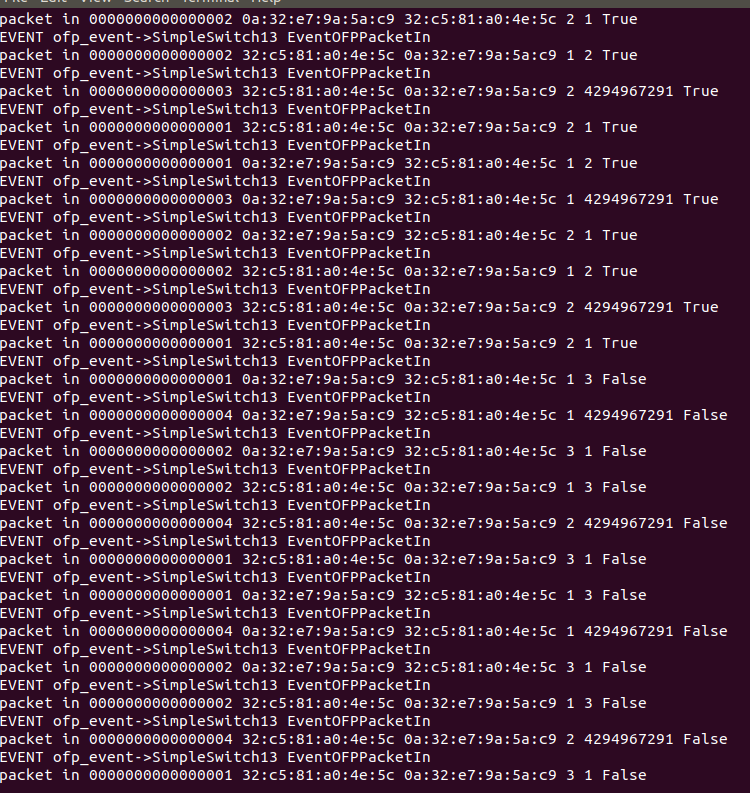 File Edit View Search Terminal Help
packet in 0000000000000002 0a:32:e7:9a:5a:c9 32:c5:81:a0:4e:5c 2 1 True
EVENT ofp_event->SimpleSwitch13 EventOFPPacketIn
packet in 0000000000000002 32:c5:81:a0:4e:5c 0a:32:e7:9a:5a:c9 1 2 True
EVENT ofp_event->SimpleSwitch13 EventOFPPacketIn
packet in 0000000000000003 32:c5:81:a0:4e:5c 0a:32:e7:9a:5a:c9 2 4294967291 True
EVENT ofp_event->SimpleSwitch13 EventOFPPacketIn
packet in 0000000000000001 32:c5:81:a0:4e:5c 0a:32:e7:9a:5a:c9 2 1 True
EVENT ofp_event->SimpleSwitch13 EventOFPPacketIn
packet in 0000000000000001 0a:32:e7:9a:5a:c9 32:c5:81:a0:4e:5c 1 2 True
EVENT ofp_event->SimpleSwitch13 EventOFPPacketIn
packet in 0000000000000003 0a:32:e7:9a:5a:c9 32:c5:81:a0:4e:5c 1 4294967291 True
EVENT ofp_event->SimpleSwitch13 EventOFPPacketIn
packet in 0000000000000002 0a:32:e7:9a:5a:c9 32:c5:81:a0:4e:5c 2 1 True
EVENT ofp_event->SimpleSwitch13 EventOFPPacketIn
packet in 0000000000000002 32:c5:81:a0:4e:5c 0a:32:e7:9a:5a:c9 1 2 True
EVENT ofp_event->SimpleSwitch13 EventOFPPacketIn
packet in 0000000000000003 32:c5:81:a0:4e:5c 0a:32:e7:9a:5a:c9 2 4294967291 True
EVENT ofp_event->SimpleSwitch13 EventOFPPacketIn
packet in 0000000000000001 32:c5:81:a0:4e:5c 0a:32:e7:9a:5a:c9 2 1 True
EVENT ofp_event->SimpleSwitch13 EventOFPPacketIn
packet in 0000000000000001 0a:32:e7:9a:5a:c9 32:c5:81:a0:4e:5c 1 3 False
EVENT ofp_event->SimpleSwitch13 EventOFPPacketIn
packet in 0000000000000004 0a:32:e7:9a:5a:c9 32:c5:81:a0:4e:5c 1 4294967291 False
EVENT ofp_event->SimpleSwitch13 EventOFPPacketIn
packet in 0000000000000002 0a:32:e7:9a:5a:c9 32:c5:81:a0:4e:5c 3 1 False
EVENT ofp_event->SimpleSwitch13 EventOFPPacketIn
packet in 0000000000000002 32:c5:81:a0:4e:5c 0a:32:e7:9a:5a:c9 1 3 False
EVENT ofp_event->SimpleSwitch13 EventOFPPacketIn
packet in 0000000000000004 32:c5:81:a0:4e:5c 0a:32:e7:9a:5a:c9 2 4294967291 False
EVENT ofp_event->SimpleSwitch13 EventOFPPacketIn
packet in 0000000000000001 32:c5:81:a0:4e:5c 0a:32:e7:9a:5a:c9 3 1 False
EVENT ofp_event->SimpleSwitch13 EventOFPPacketIn
packet in 0000000000000001 0a:32:e7:9a:5a:c9 32:c5:81:a0:4e:5c 1 3 False
EVENT ofp_event->SimpleSwitch13 EventOFPPacketIn
packet in 0000000000000004 0a:32:e7:9a:5a:c9 32:c5:81:a0:4e:5c 1 4294967291 False
EVENT ofp_event->SimpleSwitch13 EventOFPPacketIn
packet in 0000000000000002 0a:32:e7:9a:5a:c9 32:c5:81:a0:4e:5c 3 1 False
EVENT ofp_event->SimpleSwitch13 EventOFPPacketIn
packet in 0000000000000002 32:c5:81:a0:4e:5c 0a:32:e7:9a:5a:c9 1 3 False
EVENT ofp_event->SimpleSwitch13 EventOFPPacketIn
packet in 0000000000000004 32:c5:81:a0:4e:5c 0a:32:e7:9a:5a:c9 2 4294967291 False
EVENT ofp_event->SimpleSwitch13 EventOFPPacketIn
packet in 0000000000000001 32:c5:81:a0:4e:5c 0a:32:e7:9a:5a:c9 3 1 False